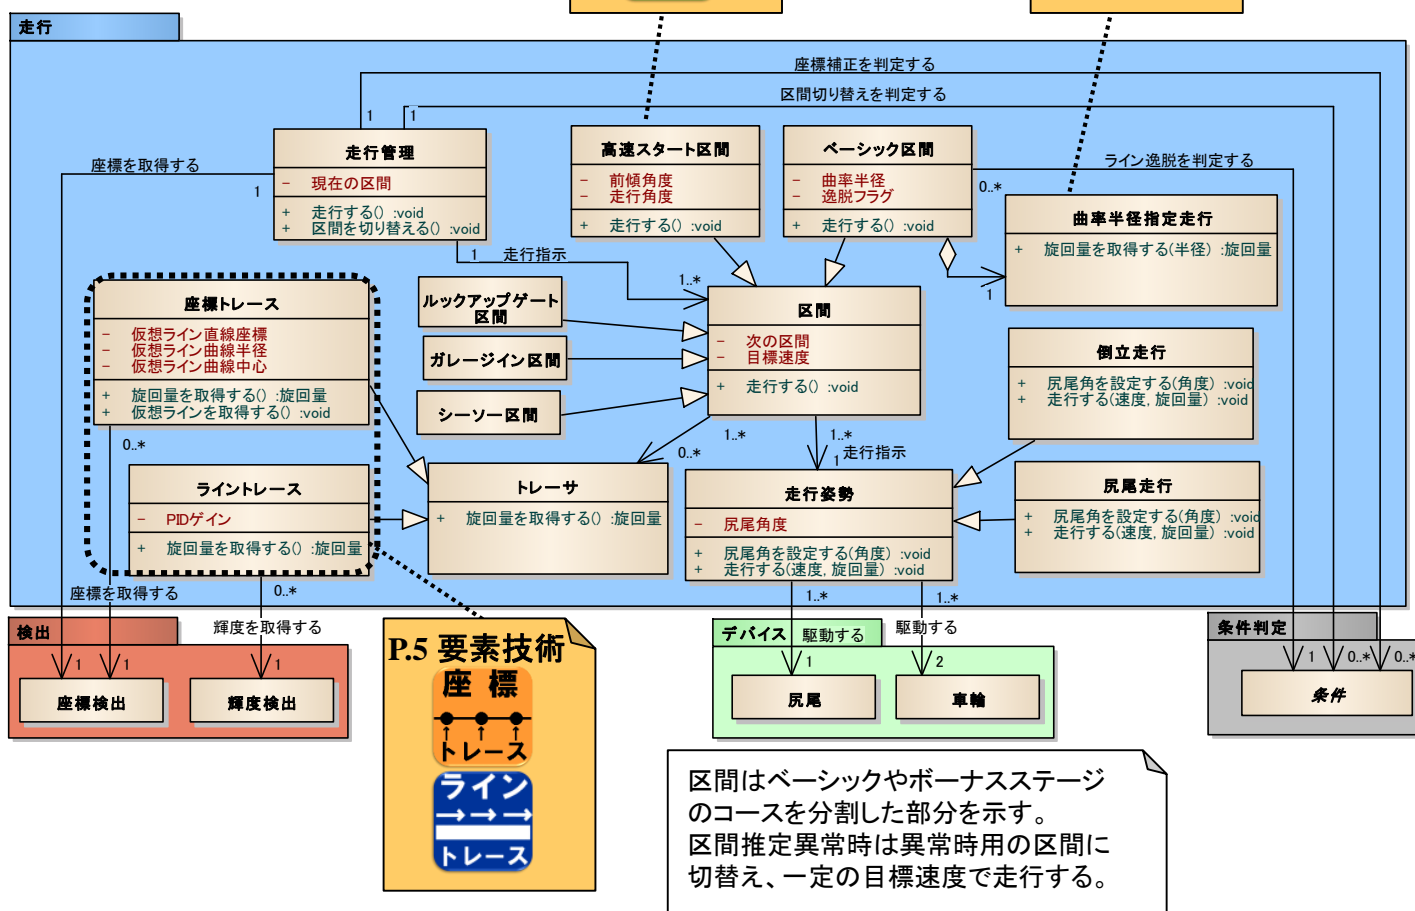 走行
座標補正を判定する
区間切り替えを判定する
1
1
座標を取得する
1
走行管理
- 現在の区間
+ 走行する() :void
+ 区間を切り替える() :void
高速スタート区間
- 前傾角度
- 走行角度
+ 走行する() :void
ベーシック区間
- 曲率半径
- 逸脱フラグ
+ 走行する() :void
ライン逸脱を判定する
0..*
曲率半径指定走行
+ 旋回量を取得する(半径) :旋回量
1
1
走行指示
1..*
座標トレース
- 仮想ライン直線座標
- 仮想ライン曲線半径
- 仮想ライン曲線中心
+ 旋回量を取得する() :旋回量
+ 仮想ラインを取得する() :void
ルックアップゲート
区間
ガレージイン区間
シーソー区間
区間
- 次の区間
- 目標速度
+ 走行する() :void
倒立走行
+ 尻尾角を設定する(角度) :void
+ 走行する(速度, 旋回量) :void
0..*
1..*
0..*
1..*
1
走行指示
ライントレース
- PIDゲイン
+ 旋回量を取得する() :旋回量
トレーサ
+ 旋回量を取得する() :旋回量
走行姿勢
- 尻尾角度
+ 尻尾角を設定する(角度) :void
+ 走行する(速度, 旋回量) :void
尻尾走行
+ 尻尾角を設定する(角度) :void
+ 走行する(速度, 旋回量) :void
座標を取得する
0..*
1..*
1..*
検出
輝度を取得する
1
1
1
座標検出
輝度検出
P.5 要素技術
座 標
トレース
ライン
トレース
デバイス
駆動する
駆動する
1
2
尻尾
車輪
条件判定
1
0..*
0..*
条件
区間はベーシックやボーナスステージ
のコースを分割した部分を示す。
区間推定異常時は異常時用の区間に
切替え、一定の目標速度で走行する。